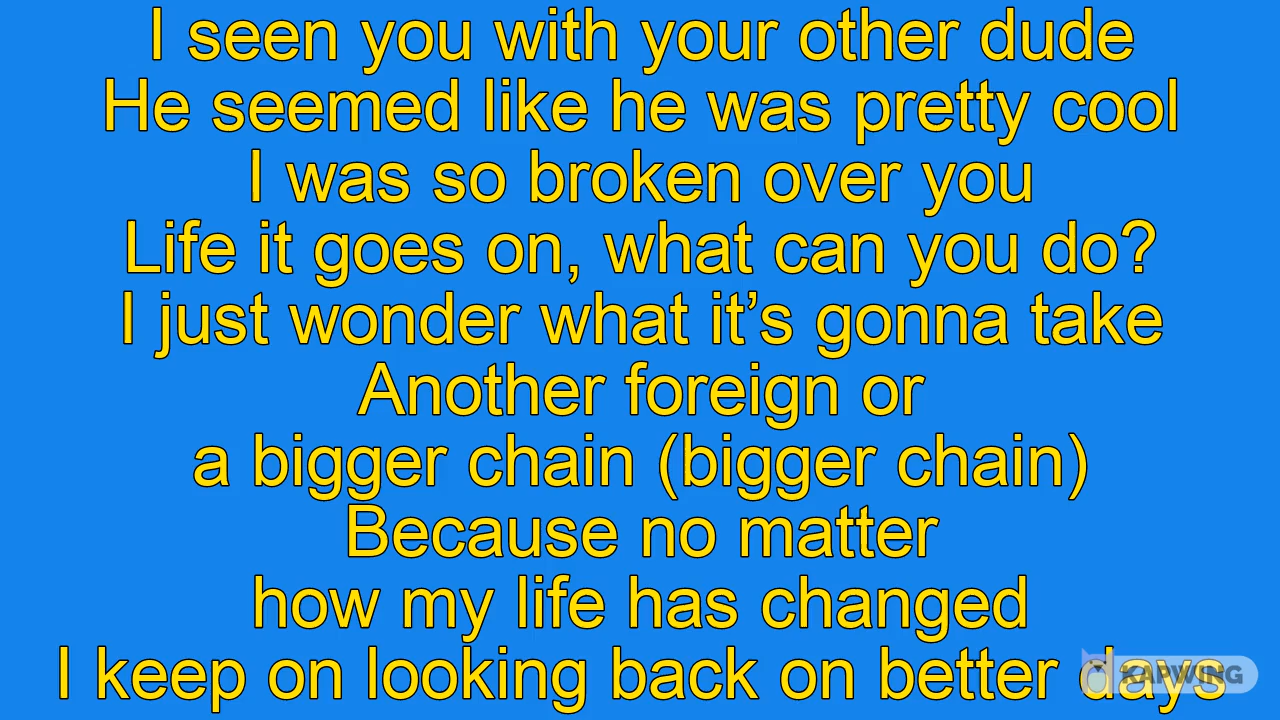 I seen you with your other dude
He seemed like he was pretty cool
I was so broken over you
Life it goes on, what can you do?
I just wonder what it’s gonna take
Another foreign or
a bigger chain (bigger chain)
Because no matter
how my life has changed
I keep on looking back on better days
KAPWING